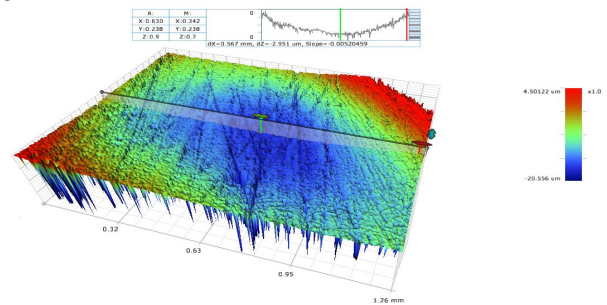 R: M:
X:0.630 X:0.342
Y:0.238 Y:0.238
Z:0.9 Z:0.7
0
0
dX=0.567 mm, dZ=-2.951 um, Slope=-0.00520459
4.50122 um x1.0
-20.556 um
0.32
0.63
0.95
1.26 mm